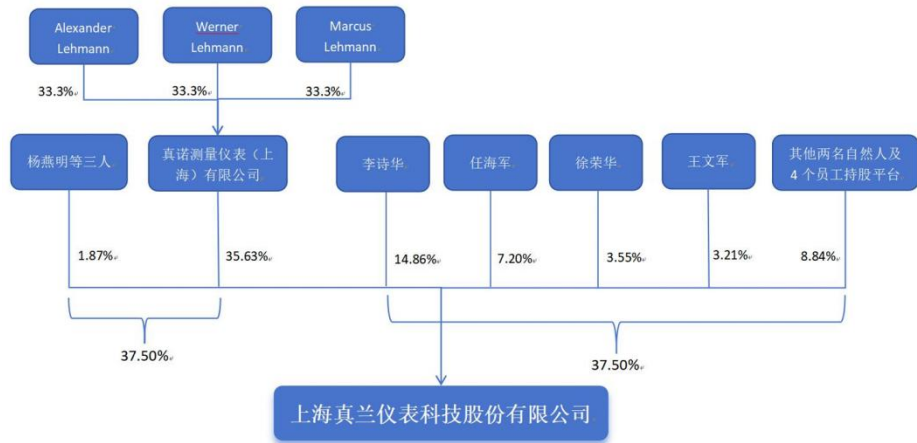 Alexander
Lehmann
Werner
Lehmann
Marcus
Lehmann
33.3%
33.3%
33.3%
杨燕明等三人
真诺测量仪表（上
海）有限公司
李诗华
任海军
徐荣华
王文军
其他两名自然人及
4 个员工持股平台
1.87%
35.63%
14.86%
7.20%
3.55%
3.21%
8.84%
37.50%
37.50%
上海真兰仪表科技股份有限公司